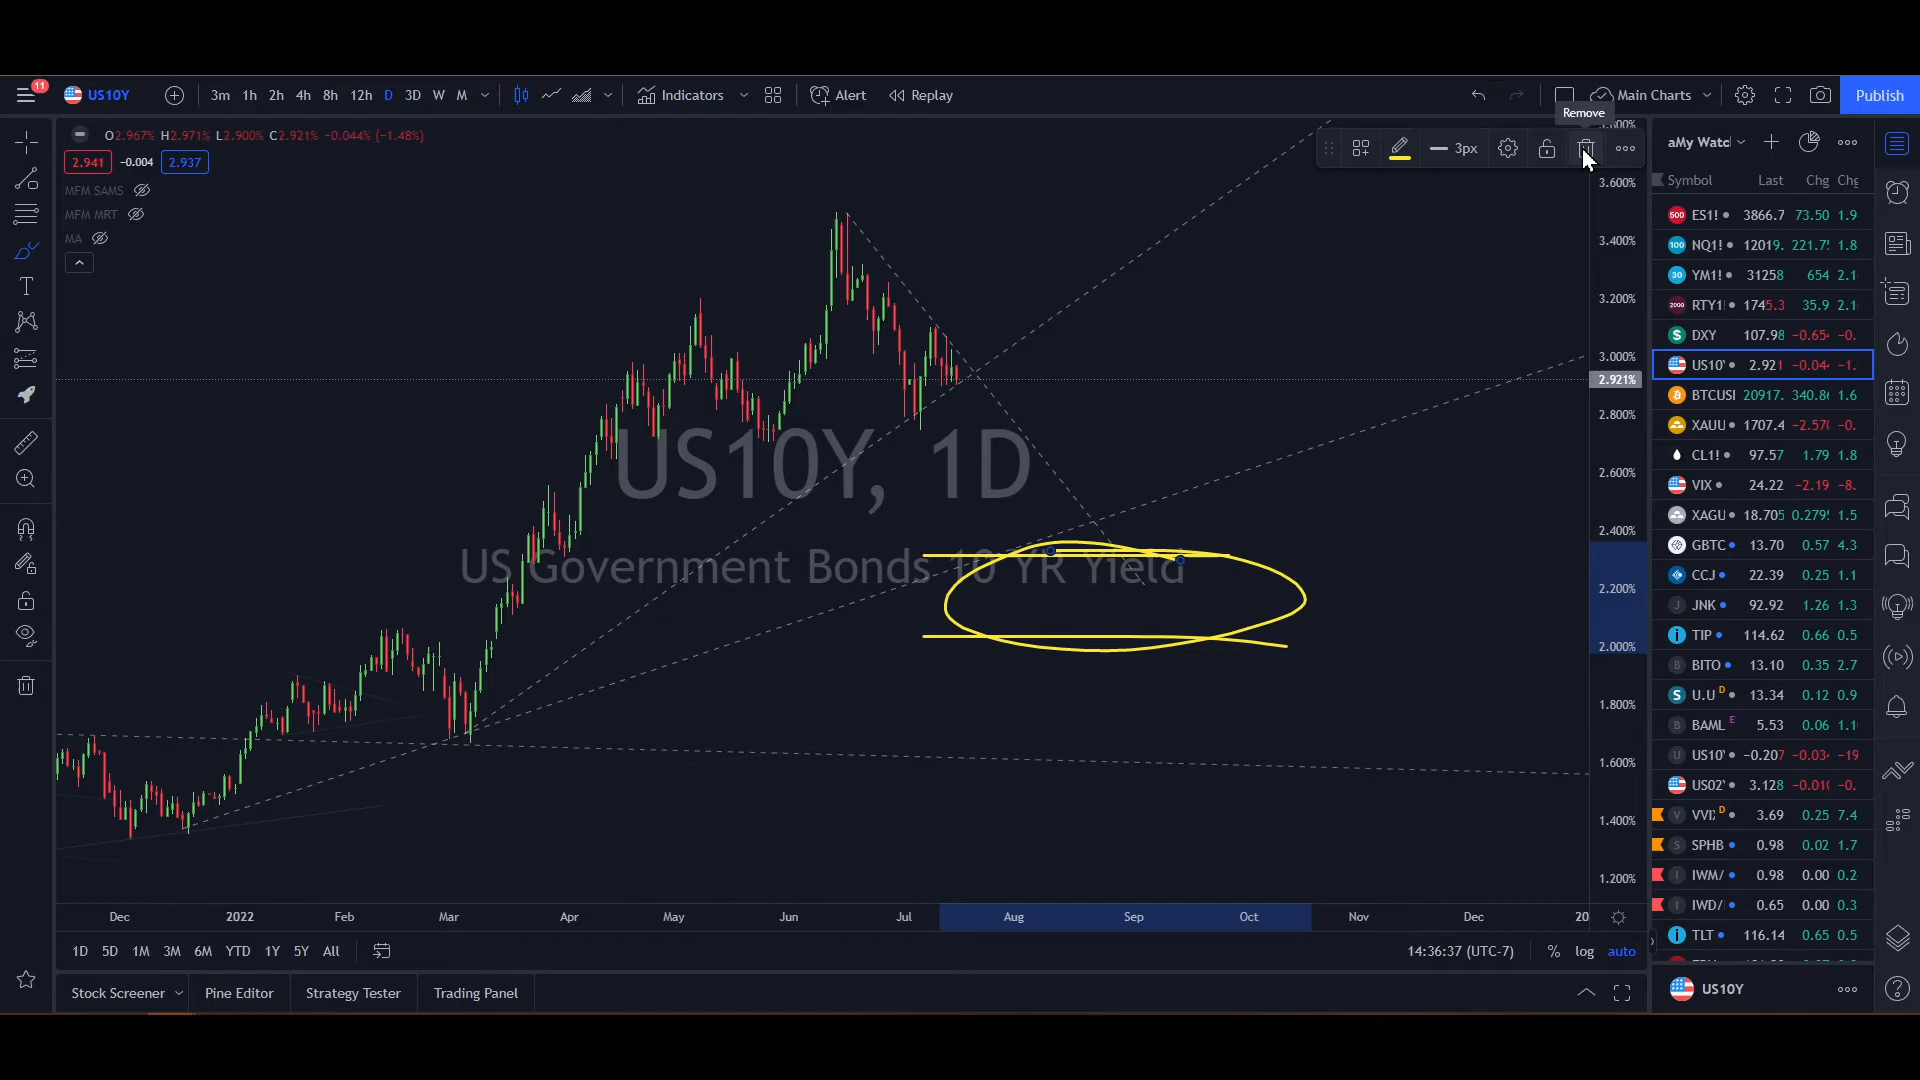 11
US10Y
3m 1h 2h 4h 8h 12h D 3D W M
Indicators
Alert
Replay
Main Charts
Publish
Remove
O2.967% H2.971% L2.900% C2.921% −0.044% (−1.48%)
2.941 −0.004 2.937
MFM SAMS
MFM MRT
MA
3px
US10Y, 1D
US Government Bonds 10 YR Yield
3.600%
3.400%
3.200%
3.000%
2.921%
2.800%
2.600%
2.400%
2.200%
2.000%
1.800%
1.600%
1.400%
1.200%
Dec 2022 Feb Mar Apr May Jun Jul Aug Sep Oct Nov Dec 20
1D 5D 1M 3M 6M YTD 1Y 5Y All
14:36:37 (UTC-7) % log auto
Stock Screener Pine Editor Strategy Tester Trading Panel
aMy Watc
Symbol Last Chg Chg
500 ES1! 3866.7 73.50 1.9
100 NQ1! 12019. 221.7 1.8
30 YM1! 31258 654 2.1
2000 RTY1 1745.3 35.9 2.1
DXY 107.98 −0.65 −0.
US10Y 2.921 −0.04 −1.
BTCUSI 20917. 340.8 1.6
XAUU 1707.4 −2.57 −0.
CL1! 97.57 1.79 1.8
VIX 24.22 −2.19 −8.
XAGU 18.705 0.279 1.5
GBTC 13.70 0.57 4.3
CCJ 22.39 0.25 1.1
J JNK 92.92 1.26 1.3
TIP 114.62 0.66 0.5
B BITO 13.10 0.35 2.7
S U.U D 13.34 0.12 0.9
B BAML E 5.53 0.06 1.1
U US10Y −0.207 −0.03 −19
US02Y 3.128 −0.01 −0.
V VVIX D 3.69 0.25 7.4
S SPHB 0.98 0.02 1.7
I IWM/ 0.98 0.00 0.2
I IWD/ 0.65 0.00 0.3
TLT 116.14 0.65 0.5
US10Y